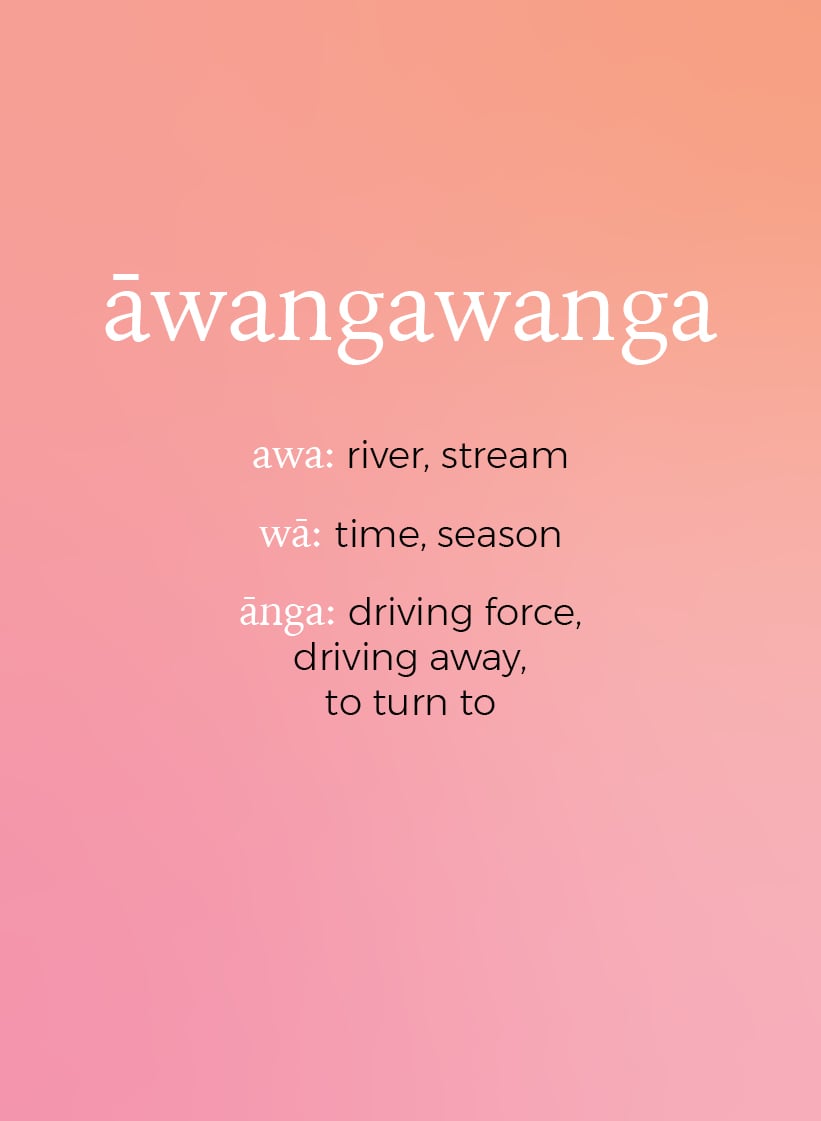 āwangawanga
awa: river, stream
wā: time, season
ānga: driving force,
driving away,
to turn to